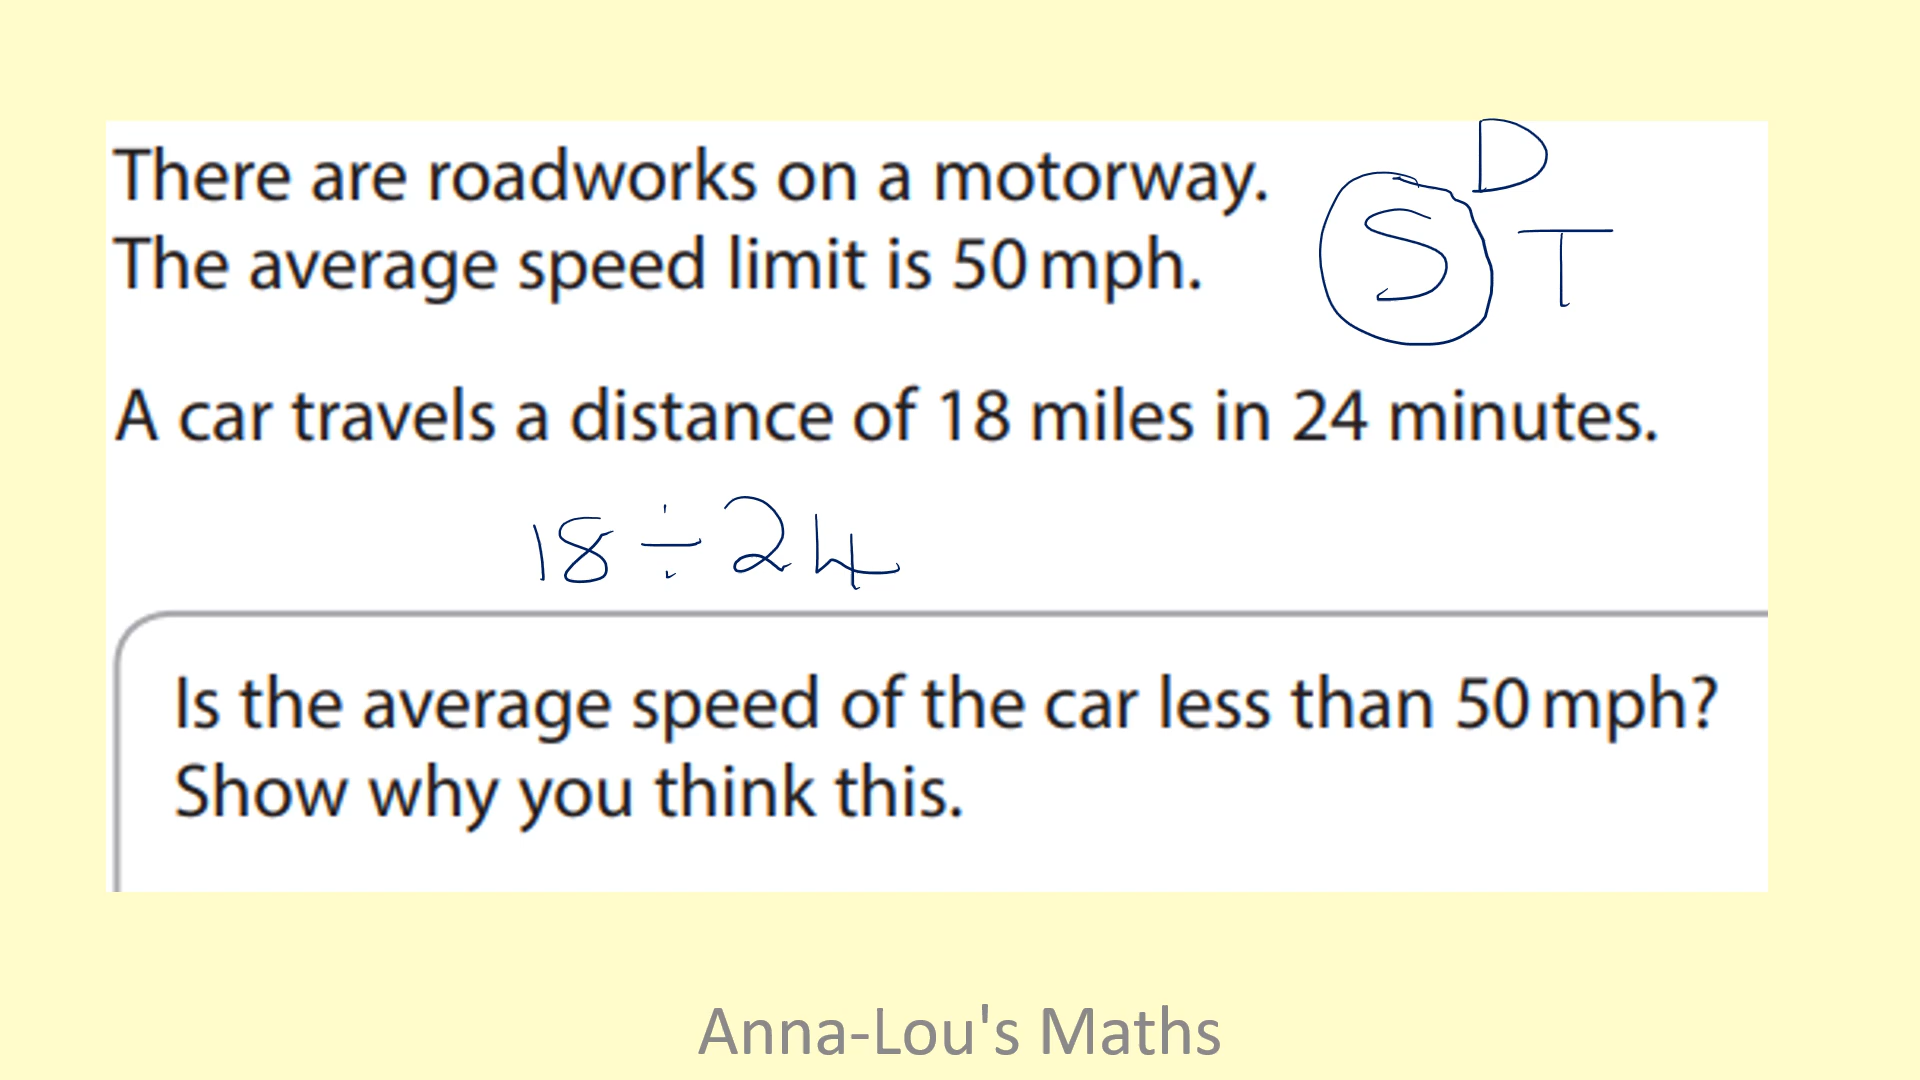 There are roadworks on a motorway.
The average speed limit is 50 mph.
D
S T
A car travels a distance of 18 miles in 24 minutes.
18 ÷ 24
Is the average speed of the car less than 50 mph?
Show why you think this.
Anna-Lou's Maths